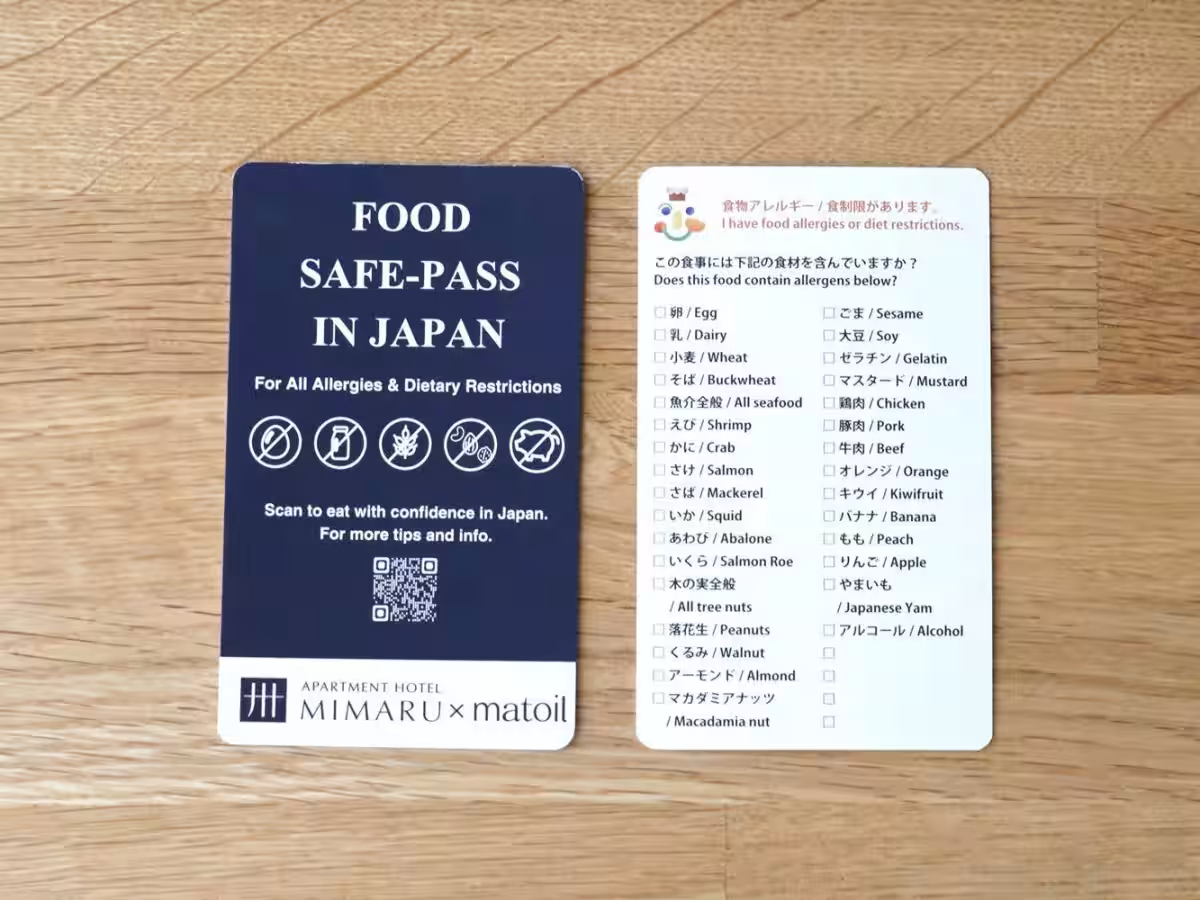 FOOD
SAFE-PASS
IN JAPAN
For All Allergies & Dietary Restrictions
Scan to eat with confidence in Japan.
For more tips and info.
APARTMENT HOTEL
MIMARU × matoil
食物アレルギー / 食制限があります。
I have food allergies or diet restrictions.
この食事には下記の食材を含んでいますか？
Does this food contain allergens below?
卵 / Egg
乳 / Dairy
小麦 / Wheat
そば / Buckwheat
魚介全般 / All seafood
えび / Shrimp
かに / Crab
さけ / Salmon
さば / Mackerel
いか / Squid
あわび / Abalone
いくら / Salmon Roe
木の実全般
/ All tree nuts
落花生 / Peanuts
くるみ / Walnut
アーモンド / Almond
マカダミアナッツ
/ Macadamia nut
ごま / Sesame
大豆 / Soy
ゼラチン / Gelatin
マスタード / Mustard
鶏肉 / Chicken
豚肉 / Pork
牛肉 / Beef
オレンジ / Orange
キウイ / Kiwifruit
バナナ / Banana
もも / Peach
りんご / Apple
やまいも
/ Japanese Yam
アルコール / Alcohol